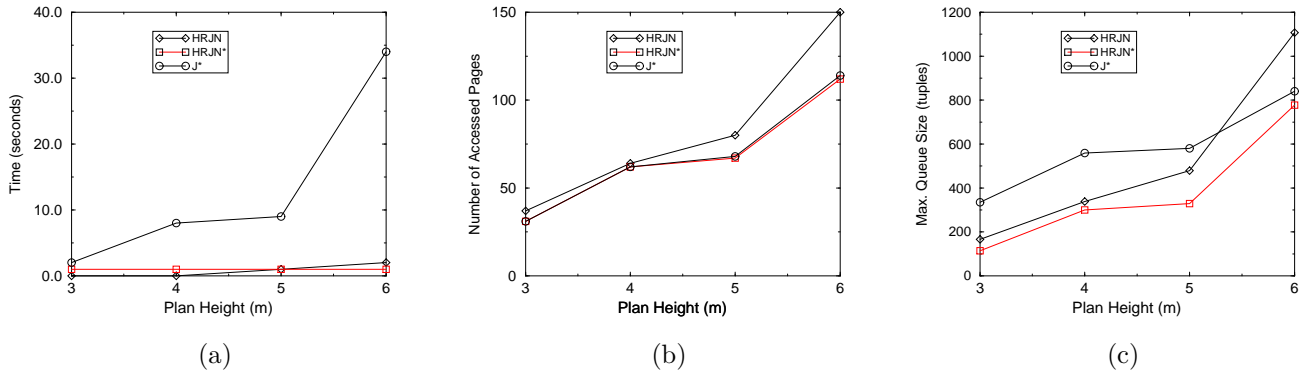 40.0
30.0
20.0
10.0
0.0
Time (seconds)
HRJN
HRJN*
J*
3 4 5 6
Plan Height (m)
(a)
150
100
50
0
Number of Accessed Pages
HRJN
HRJN*
J*
3 4 5 6
Plan Height (m)
(b)
1200
1000
800
600
400
200
0
Max. Queue Size (tuples)
HRJN
HRJN*
J*
3 4 5 6
Plan Height (m)
(c)